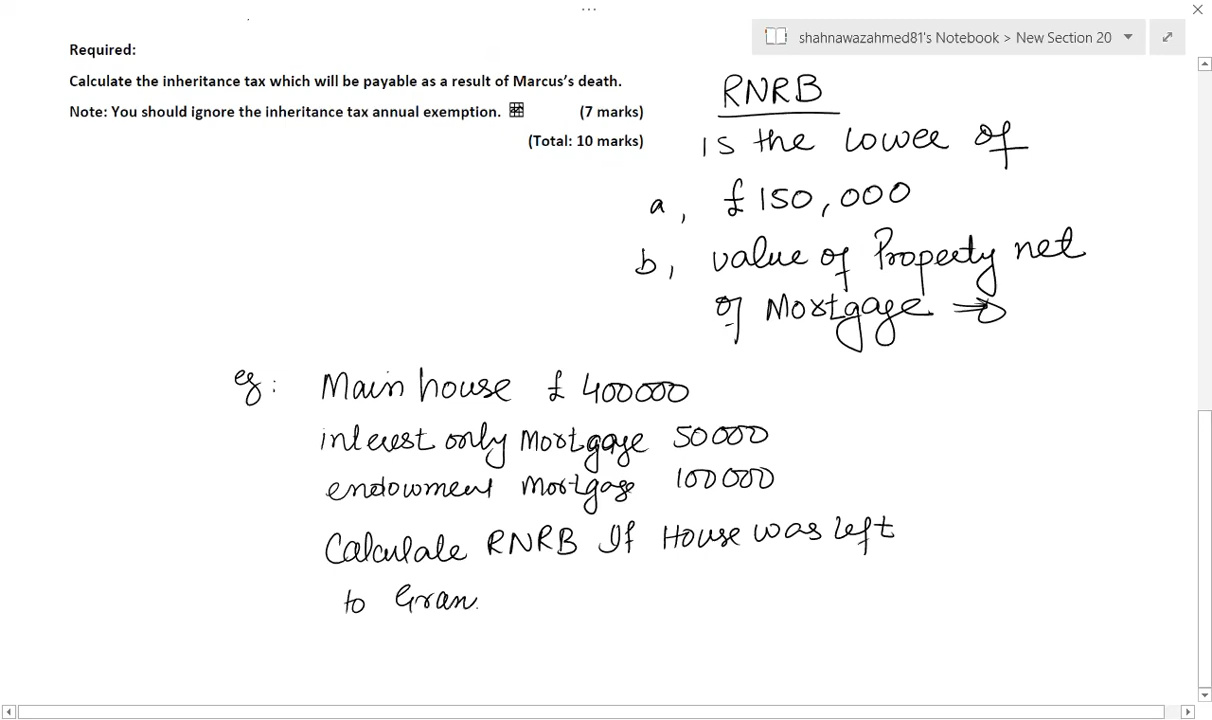 shahnawazahmed81's Notebook > New Section 20
Required:
Calculate the inheritance tax which will be payable as a result of Marcus's death.
Note: You should ignore the inheritance tax annual exemption. (7 marks)
(Total: 10 marks)
RNRB
is the lower of
a, £150,000
b, value of Property net
of Mortgage →
eg: Main house £ 400000
interest only Mortgage 50000
endowment Mortgage 100000
Calculate RNRB If House was left
to Gran